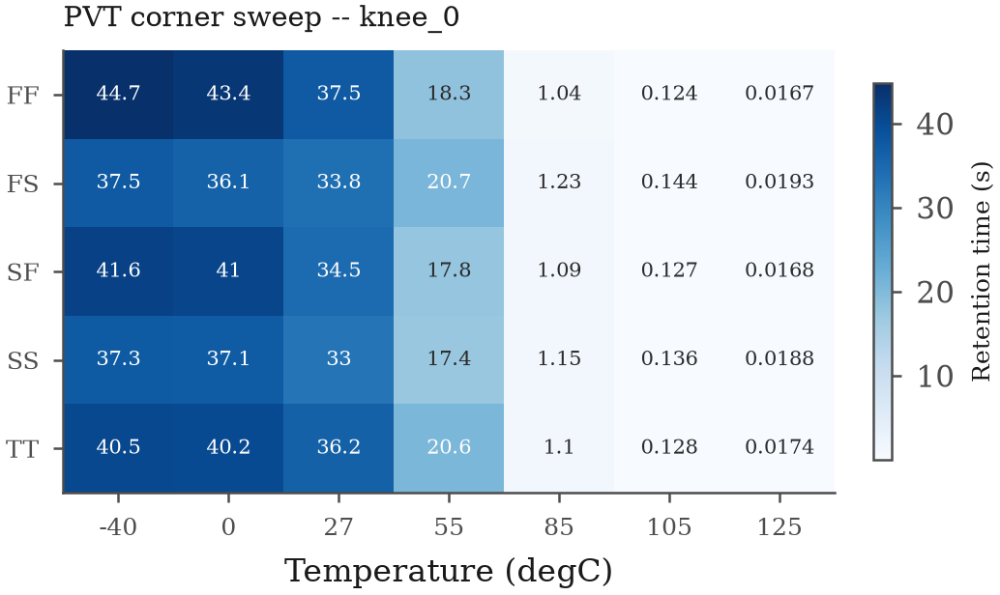 PVT corner sweep -- knee_0
FF 44.7 43.4 37.5 18.3 1.04 0.124 0.0167
FS 37.5 36.1 33.8 20.7 1.23 0.144 0.0193
SF 41.6 41 34.5 17.8 1.09 0.127 0.0168
SS 37.3 37.1 33 17.4 1.15 0.136 0.0188
TT 40.5 40.2 36.2 20.6 1.1 0.128 0.0174
-40 0 27 55 85 105 125
Temperature (degC)
40
30
20
10
Retention time (s)